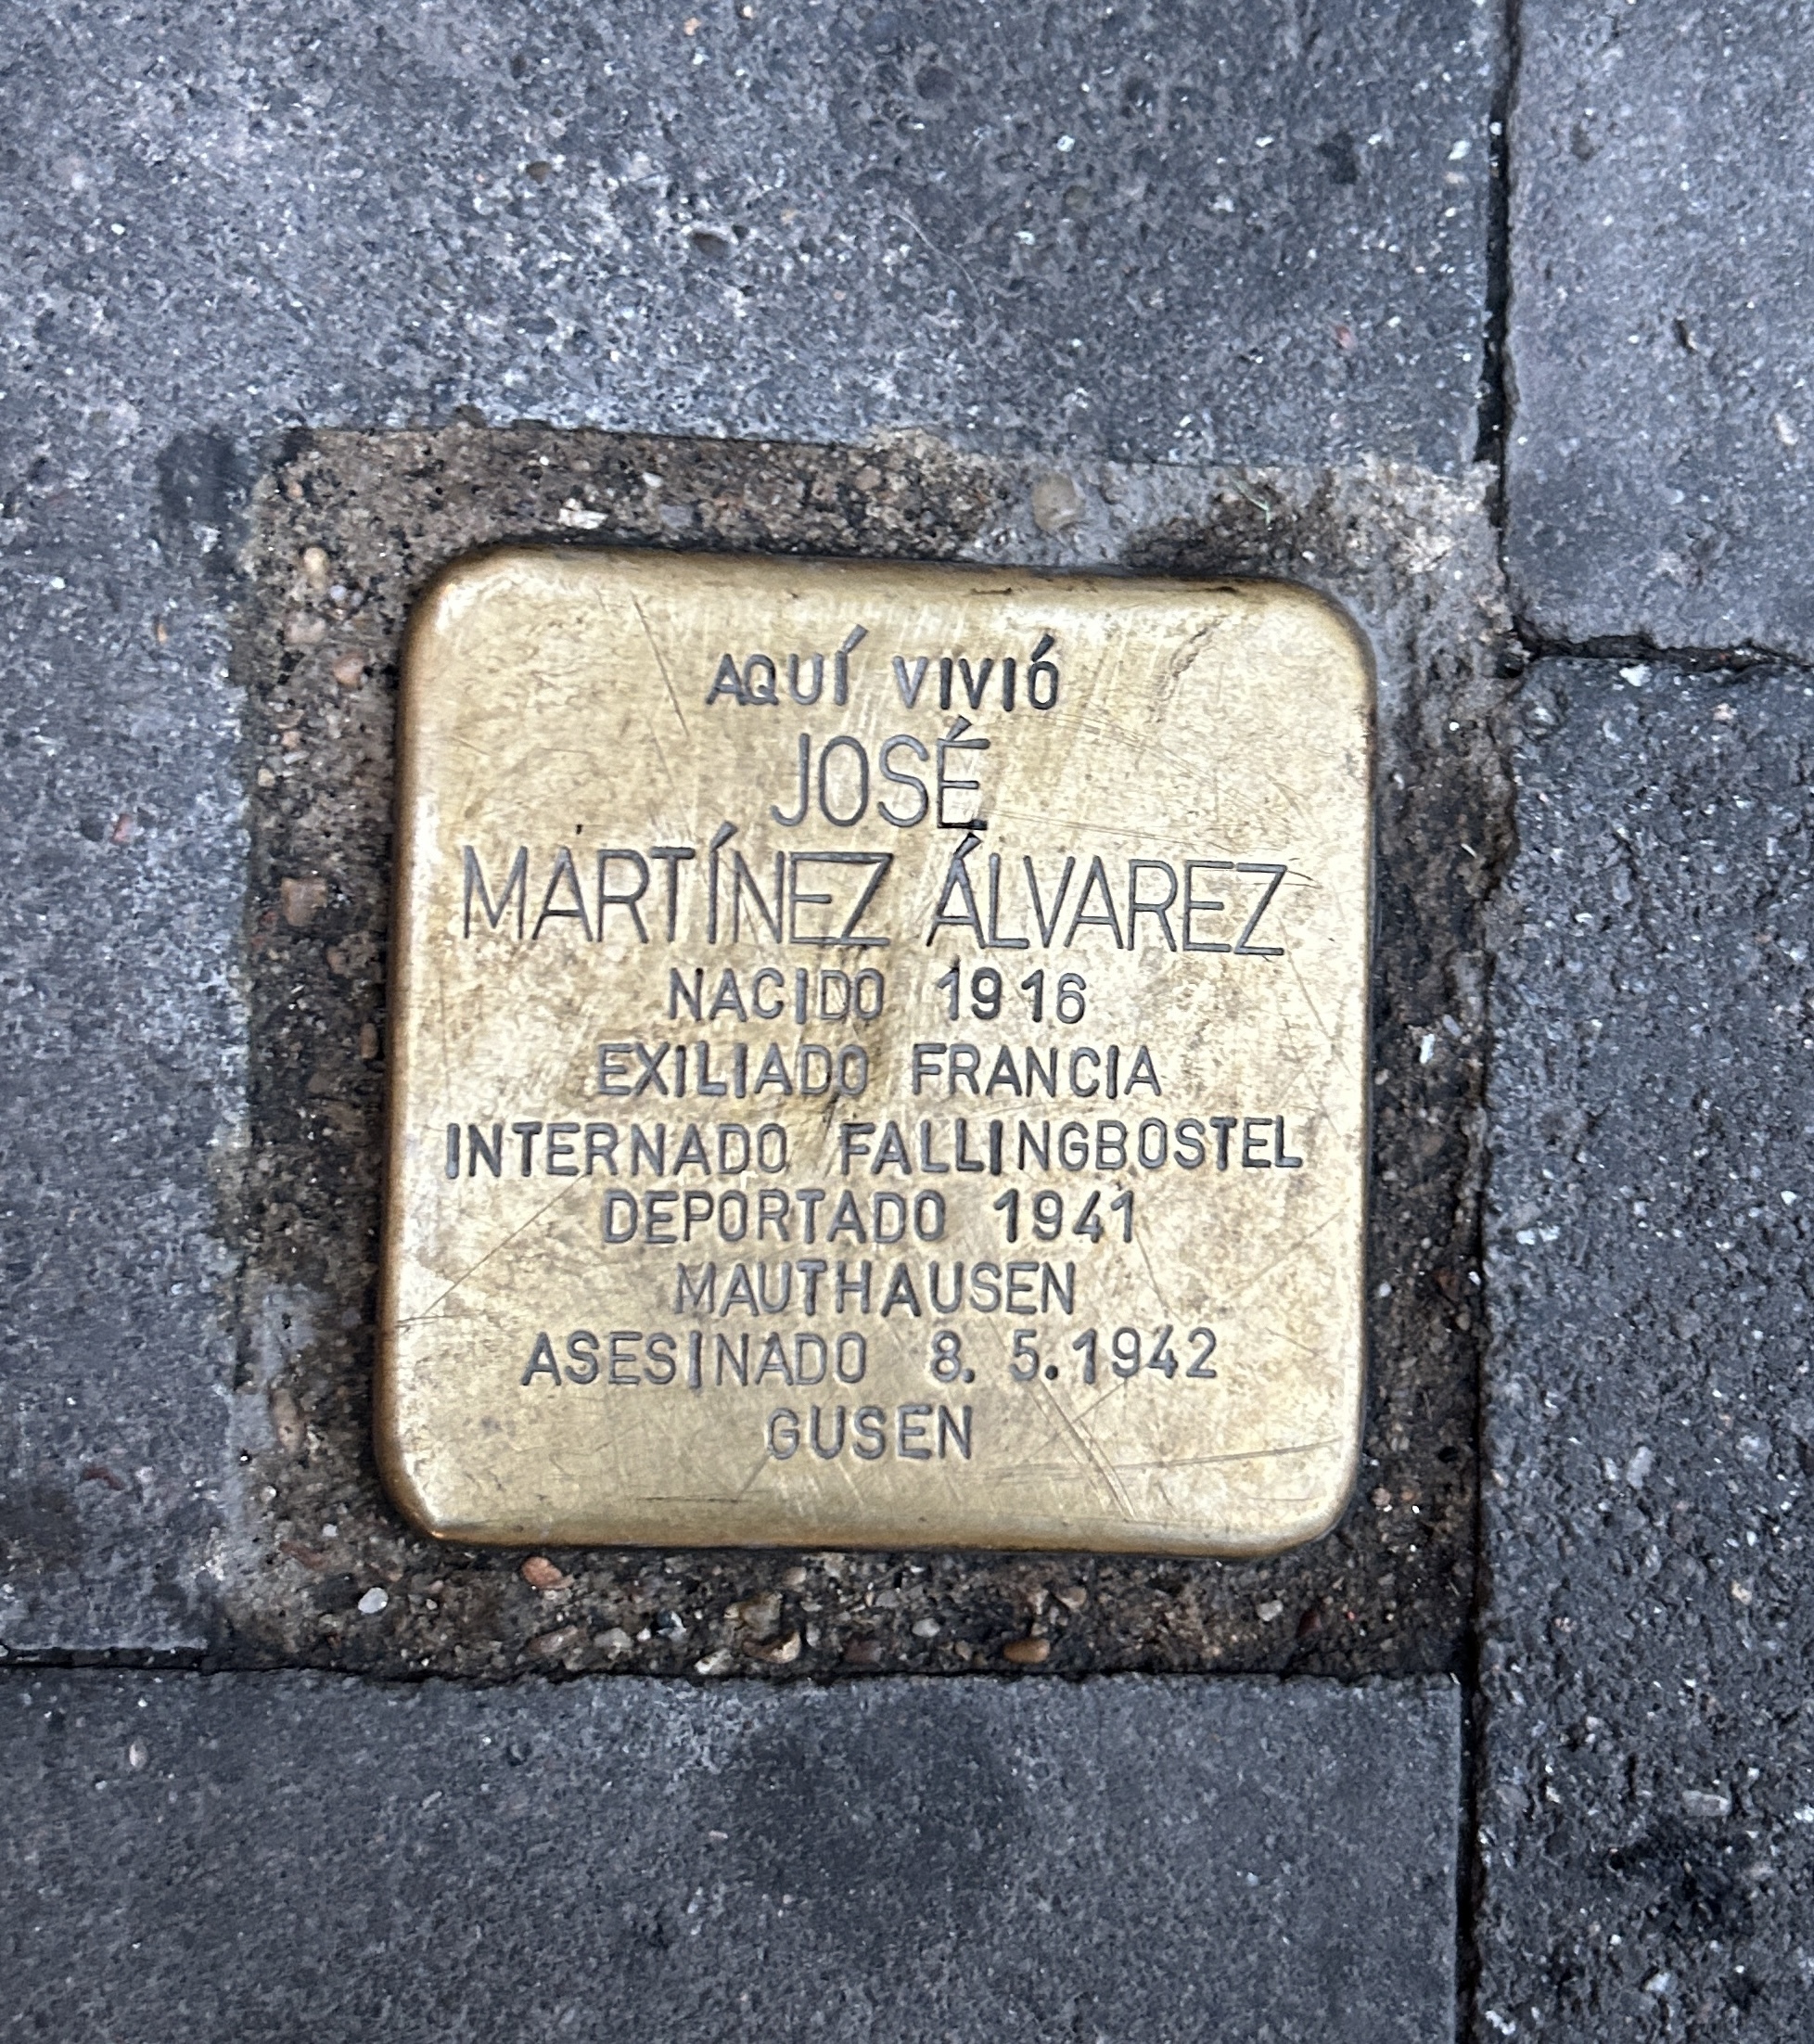 AQUÍ VIVIÓ
JOSÉ
MARTÍNEZ ÁLVAREZ
NACIDO 1916
EXILIADO FRANCIA
INTERNADO FALLINGBOSTEL
DEPORTADO 1941
MAUTHAUSEN
ASESINADO 8. 5.1942
GUSEN